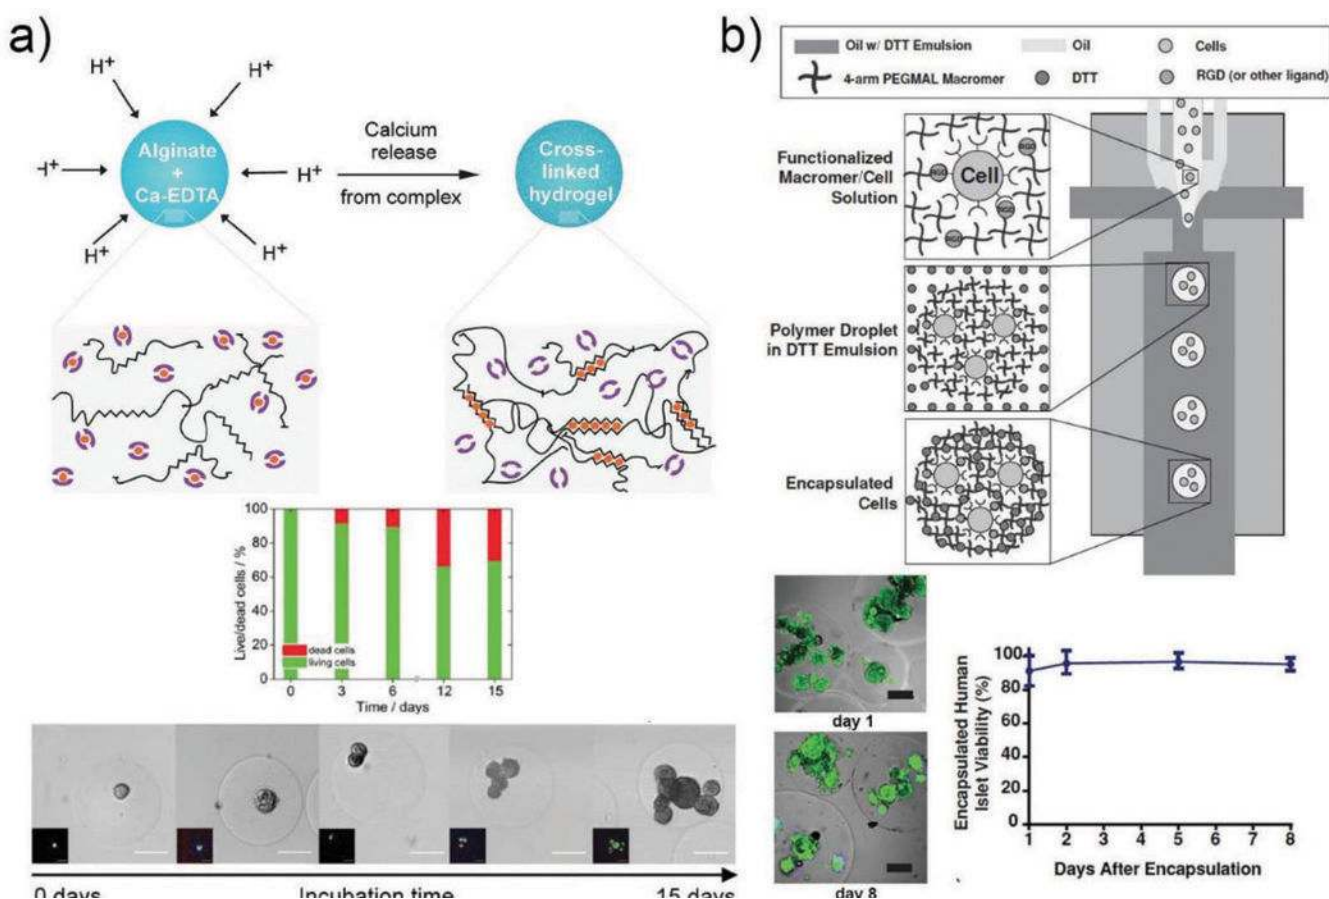 a)
H+
H+
H+
H+
H+
H+
Alginate
+
Ca-EDTA
Calcium
release
from complex
Cross-
linked
hydrogel
Live/dead cells / %
100
80
60
40
20
0
dead cells
living cells
0
3
6
12
15
Time / days
0 days
Incubation time
15 days
b)
Oil w/ DTT Emulsion
Oil
Cells
4-arm PEGMAL Macromer
DTT
RGD (or other ligand)
Functionalized
Macromer/Cell
Solution
RGD
RGD
Cell
RGD
RGD
Polymer Droplet
in DTT Emulsion
Encapsulated
Cells
day 1
day 8
Encapsulated Human
Islet Viability (%)
100
80
60
40
20
0
1
2
3
4
5
6
7
8
Days After Encapsulation